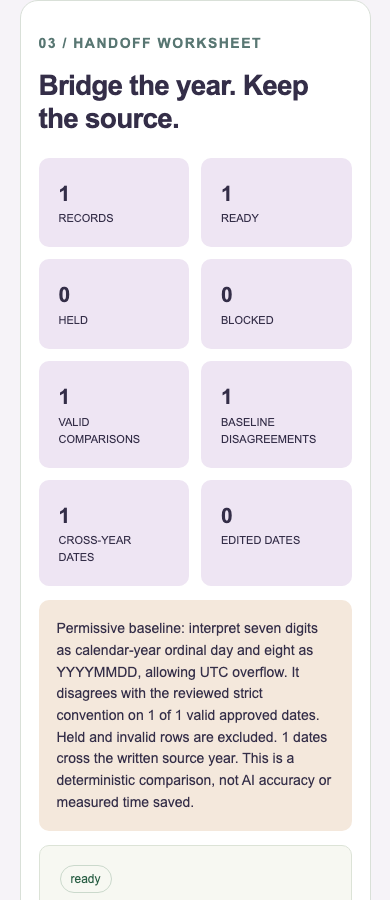 03 / HANDOFF WORKSHEET
Bridge the year. Keep
the source.
1
RECORDS
1
READY
0
HELD
0
BLOCKED
1
VALID
COMPARISONS
1
BASELINE
DISAGREEMENTS
1
CROSS-YEAR
DATES
0
EDITED DATES
Permissive baseline: interpret seven digits
as calendar-year ordinal day and eight as
YYYYMMDD, allowing UTC overflow. It
disagrees with the reviewed strict
convention on 1 of 1 valid approved dates.
Held and invalid rows are excluded. 1 dates
cross the written source year. This is a
deterministic comparison, not AI accuracy or
measured time saved.
ready